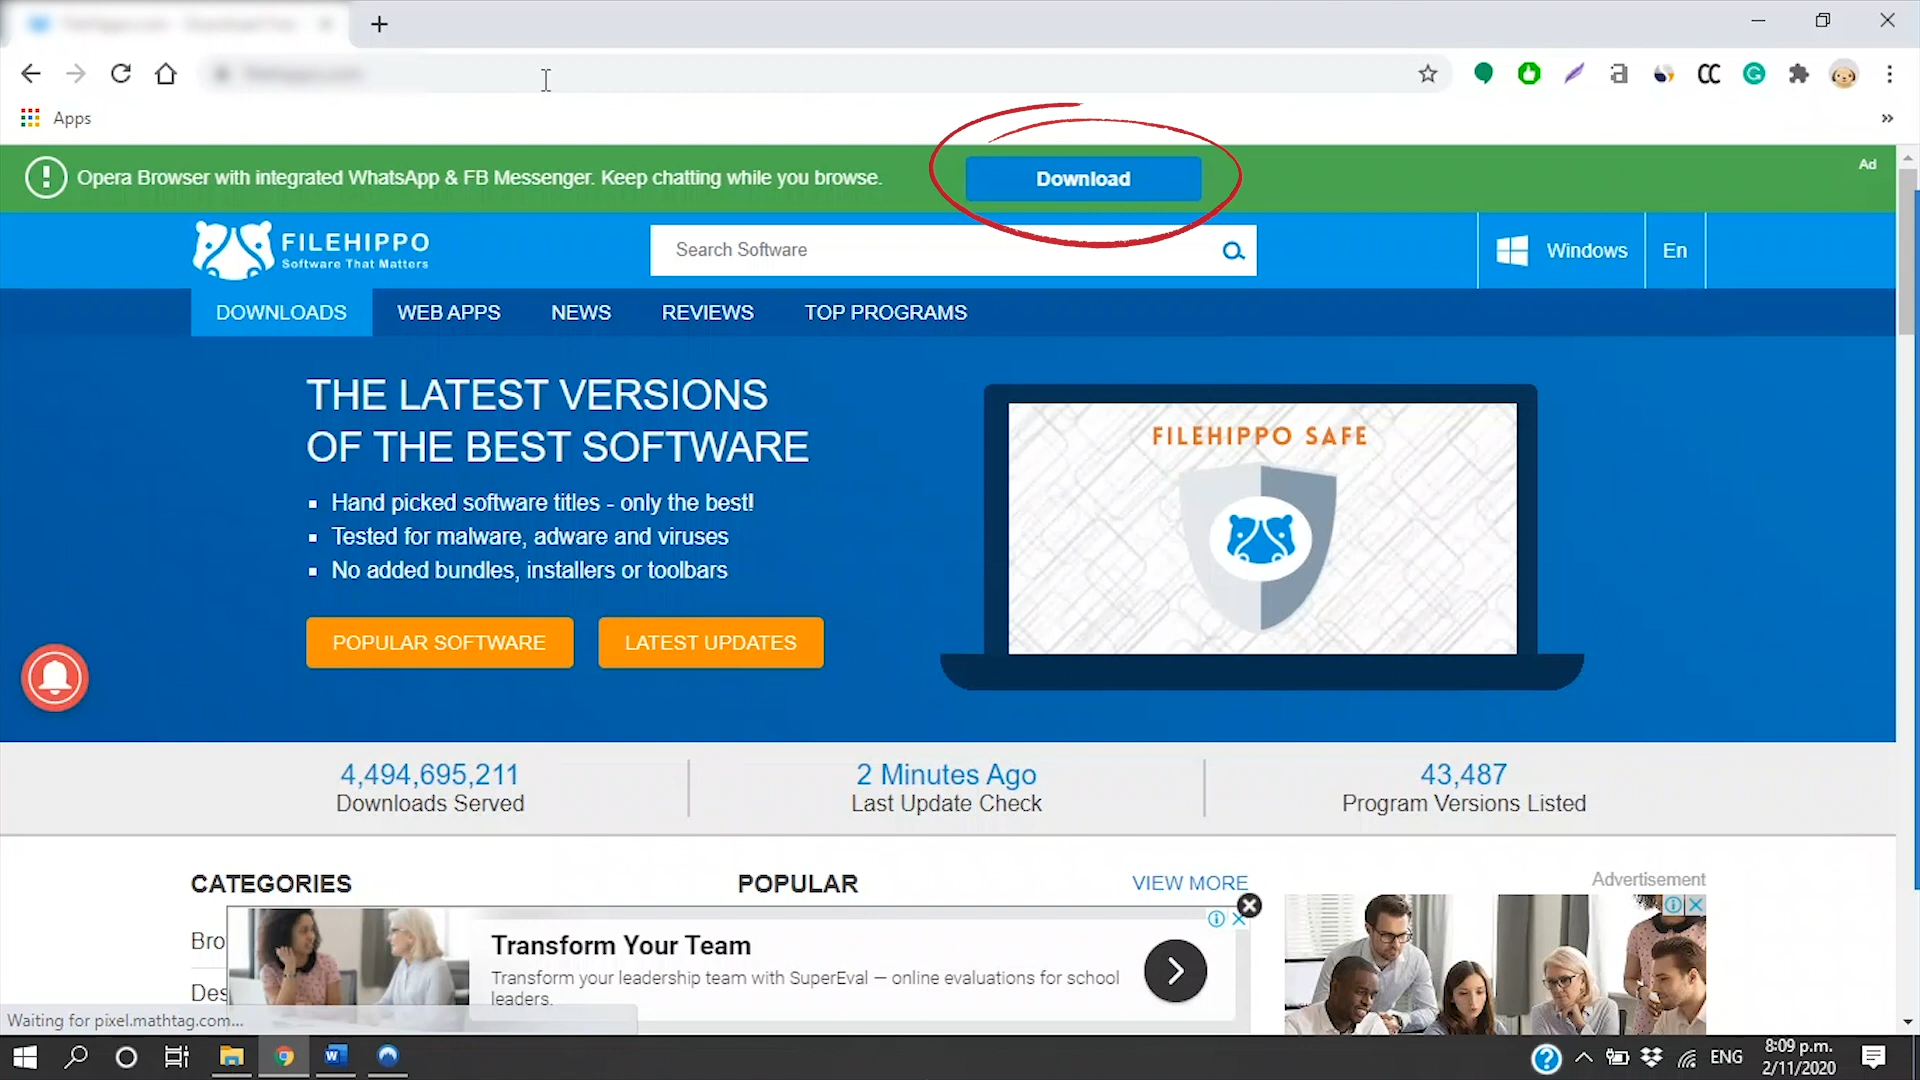 Apps
Opera Browser with integrated WhatsApp & FB Messenger. Keep chatting while you browse.
Download
Ad
FILEHIPPO
Software That Matters
Search Software
Windows
En
DOWNLOADS
WEB APPS
NEWS
REVIEWS
TOP PROGRAMS
THE LATEST VERSIONS
OF THE BEST SOFTWARE
Hand picked software titles - only the best!
Tested for malware, adware and viruses
No added bundles, installers or toolbars
POPULAR SOFTWARE
LATEST UPDATES
FILEHIPPO SAFE
4,494,695,211
Downloads Served
2 Minutes Ago
Last Update Check
43,487
Program Versions Listed
CATEGORIES
POPULAR
VIEW MORE
Advertisement
Bro
Des
Transform Your Team
Transform your leadership team with SuperEval — online evaluations for school
leaders.
Waiting for pixel.mathtag.com...
ENG
8:09 p.m.
2/11/2020